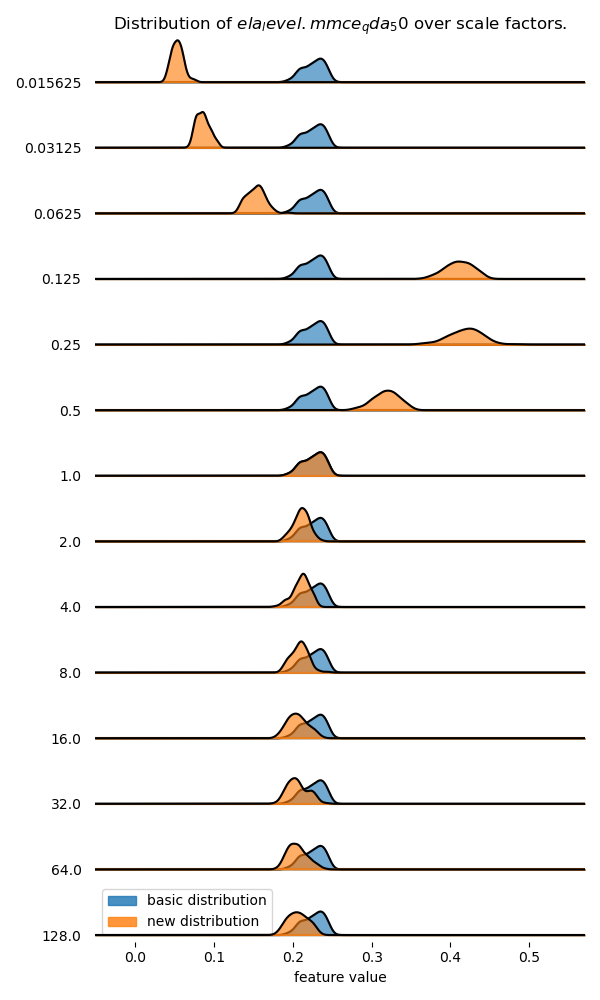 Distribution of elaₗevel.mmce_qda₅0 over scale factors.
0.015625
0.03125
0.0625
0.125
0.25
0.5
1.0
2.0
4.0
8.0
16.0
32.0
64.0
128.0
basic distribution
new distribution
0.0 0.1 0.2 0.3 0.4 0.5
feature value